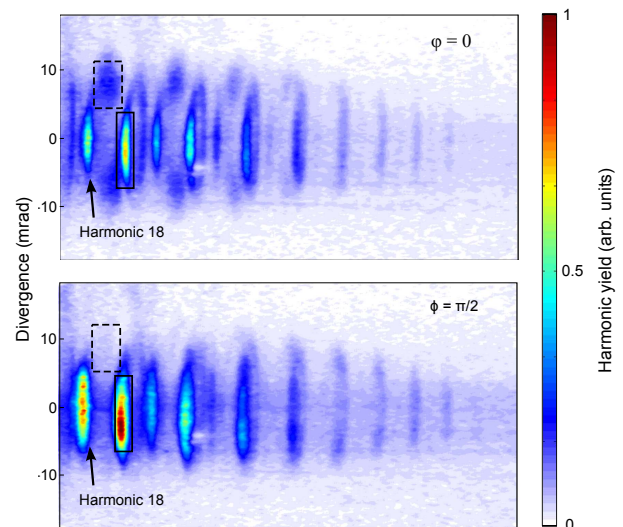 φ = 0
10
0
-10
Harmonic 18
ϕ = π/2
10
0
-10
Harmonic 18
Divergence (mrad)
1
0.5
0
Harmonic yield (arb. units)